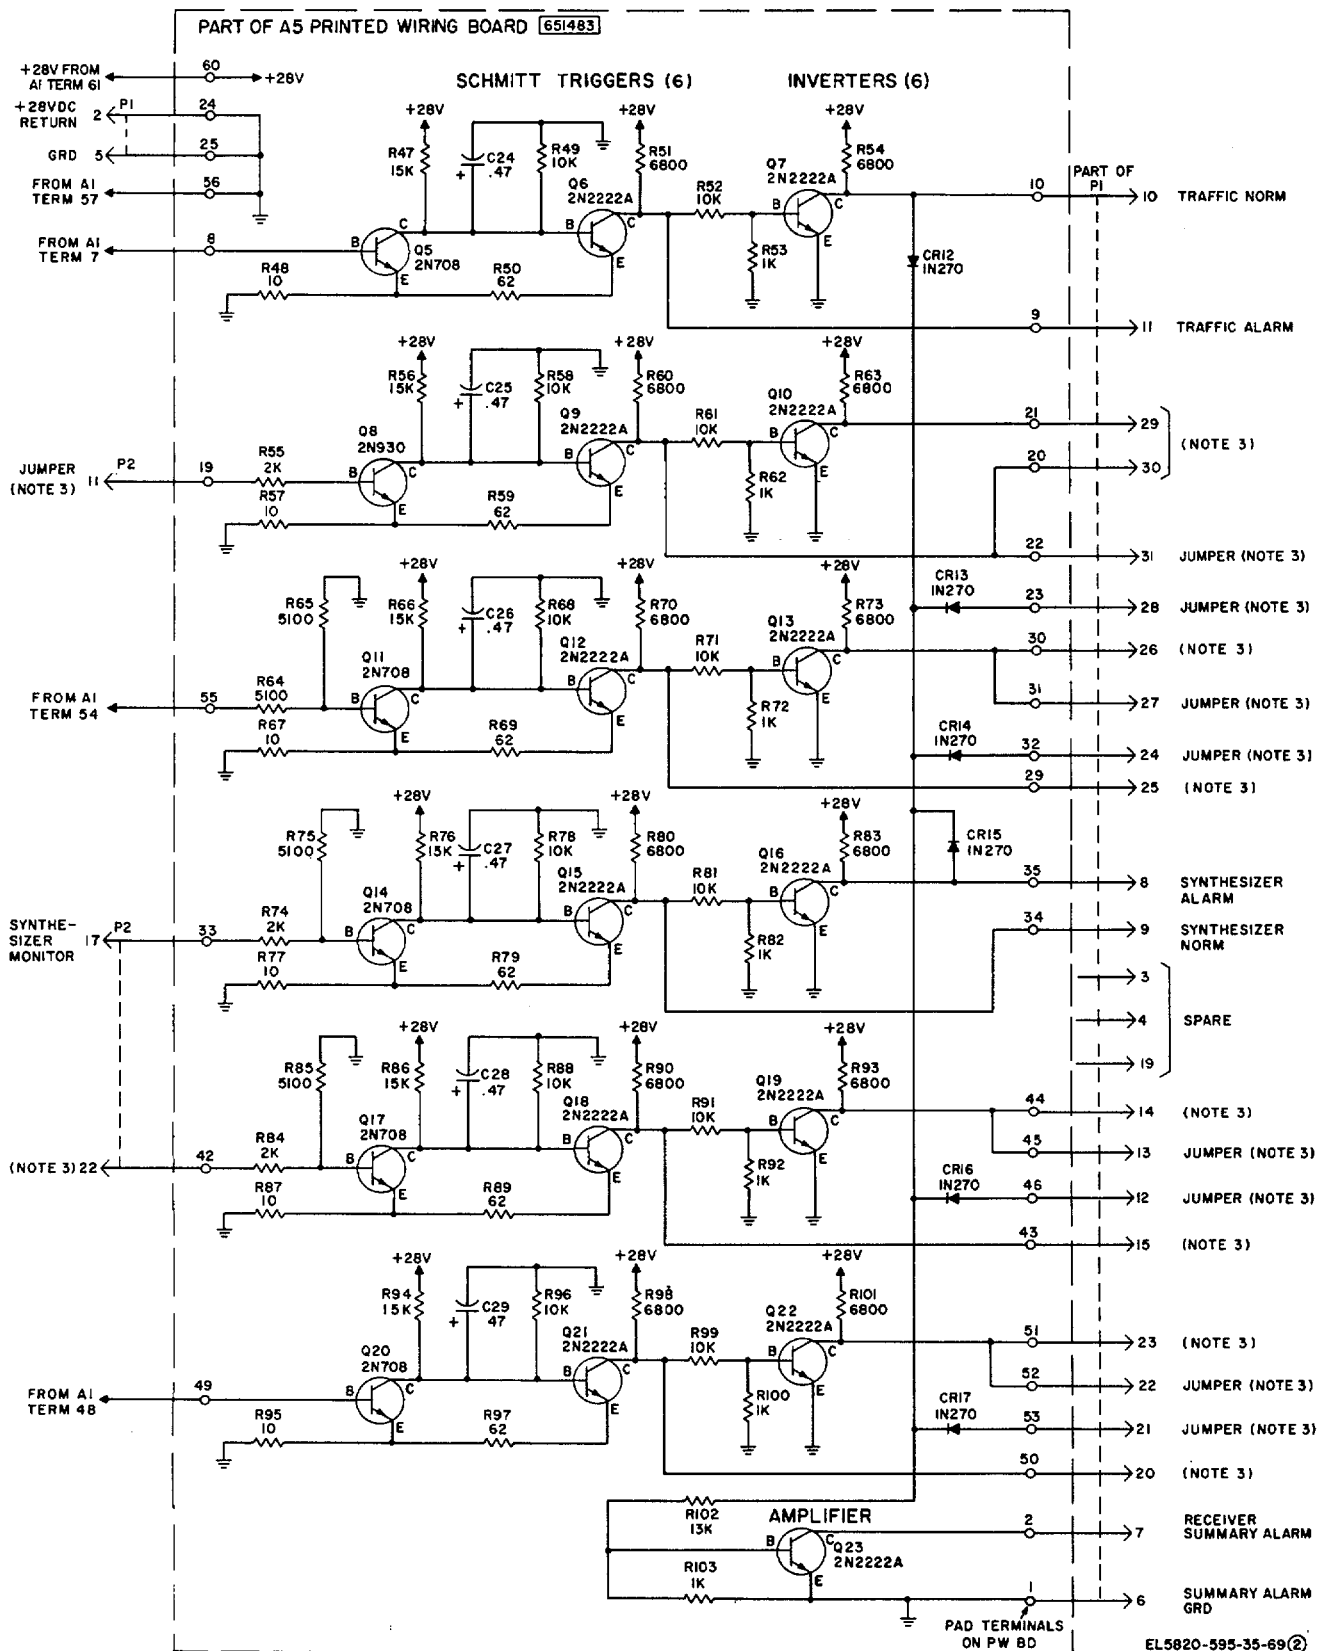 PART OF A5 PRINTED WIRING BOARD 651483
+28V FROM
A1 TERM 61
60
+28V
SCHMITT TRIGGERS (6)
INVERTERS (6)
+28VDC
RETURN
2
P1
24
GRD 5
25
FROM A1
TERM 57
56
FROM A1
TERM 7
8
+28V
+28V
+28V
R47
15K
C24
.47
+
R49
10K
R51
6800
R54
6800
Q6
2N2222A
R52
10K
Q7
2N2222A
B
C
E
Q5
2N708
B
C
E
R53
1K
B
C
E
R48
10
R50
62
CR12
1N270
10
PART OF
P1
10 TRAFFIC NORM
9
11 TRAFFIC ALARM
+28V
+28V
+28V
R56
15K
C25
.47
+
R58
10K
R60
6800
R63
6800
Q8
2N930
Q9
2N2222A
R61
10K
Q10
2N2222A
JUMPER
(NOTE 3)
11
P2
19
R55
2K
B
C
E
B
C
E
R62
1K
B
C
E
R57
10
R59
62
21
29
20
30
(NOTE 3)
22
31 JUMPER (NOTE 3)
CR13
1N270
23
28 JUMPER (NOTE 3)
+28V
+28V
+28V
R65
5100
R66
15K
C26
.47
+
R68
10K
R70
6800
R73
6800
Q11
2N708
Q12
2N2222A
R71
10K
Q13
2N2222A
FROM A1
TERM 54
55
R64
5100
B
C
E
B
C
E
R72
1K
B
C
E
R67
10
R69
62
30
26 (NOTE 3)
31
27 JUMPER (NOTE 3)
CR14
1N270
32
24 JUMPER (NOTE 3)
29
25 (NOTE 3)
+28V
+28V
+28V
R75
5100
R76
15K
C27
.47
+
R78
10K
R80
6800
R83
6800
CR15
1N270
Q14
2N708
Q15
2N2222A
R81
10K
Q16
2N2222A
SYNTHE-
SIZER
MONITOR
17
P2
33
R74
2K
B
C
E
B
C
E
R82
1K
B
C
E
R77
10
R79
62
35
8 SYNTHESIZER
ALARM
34
9 SYNTHESIZER
NORM
3
4 SPARE
19
+28V
+28V
+28V
R85
5100
R86
15K
C28
.47
+
R88
10K
R90
6800
R93
6800
Q17
2N708
Q18
2N2222A
R91
10K
Q19
2N2222A
(NOTE 3) 22
42
R84
2K
B
C
E
B
C
E
R92
1K
B
C
E
R87
10
R89
62
44
14 (NOTE 3)
45
13 JUMPER (NOTE 3)
CR16
1N270
46
12 JUMPER (NOTE 3)
43
15 (NOTE 3)
+28V
+28V
+28V
R94
15K
C29
.47
+
R96
10K
R98
6800
R101
6800
Q20
2N708
Q21
2N2222A
R99
10K
Q22
2N2222A
FROM A1
TERM 48
49
B
C
E
B
C
E
R100
1K
B
C
E
R95
10
R97
62
51
23 (NOTE 3)
52
22 JUMPER (NOTE 3)
CR17
1N270
53
21 JUMPER (NOTE 3)
50
20 (NOTE 3)
R102
13K
AMPLIFIER
B
C
E
Q23
2N2222A
2
7 RECEIVER
SUMMARY ALARM
R103
1K
1
6 SUMMARY ALARM
GRD
PAD TERMINALS
ON PW BD
EL5820-595-35-69②